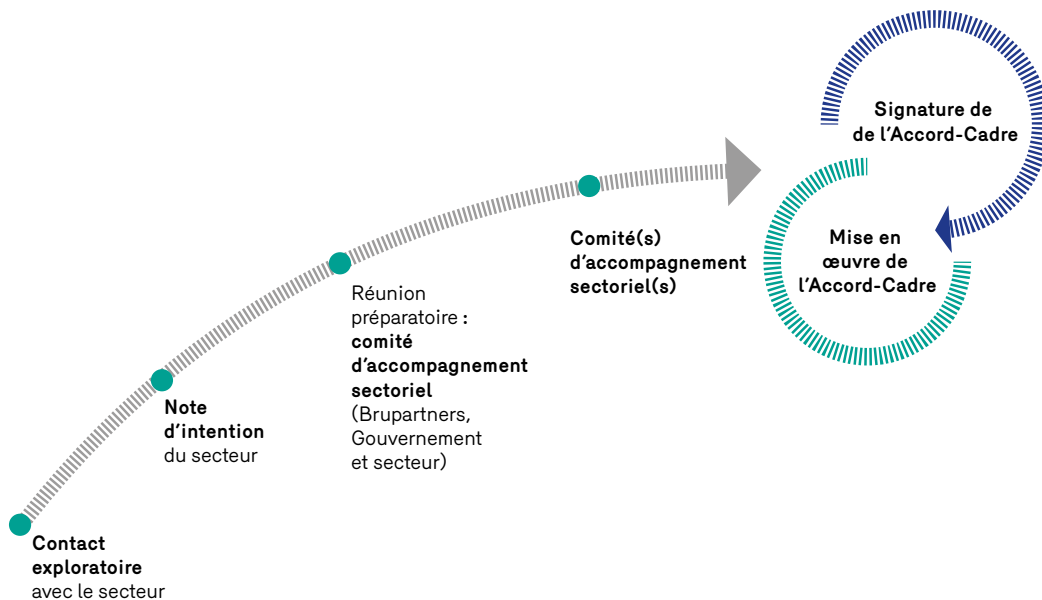 Contact
exploratoire
avec le secteur
Note
d’intention
du secteur
Réunion
préparatoire :
comité
d’accompagnement
sectoriel
(Brupartners,
Gouvernement
et secteur)
Comité(s)
d’accompagnement
sectoriel(s)
Signature de
de l’Accord-Cadre
Mise en
œuvre de
l’Accord-Cadre